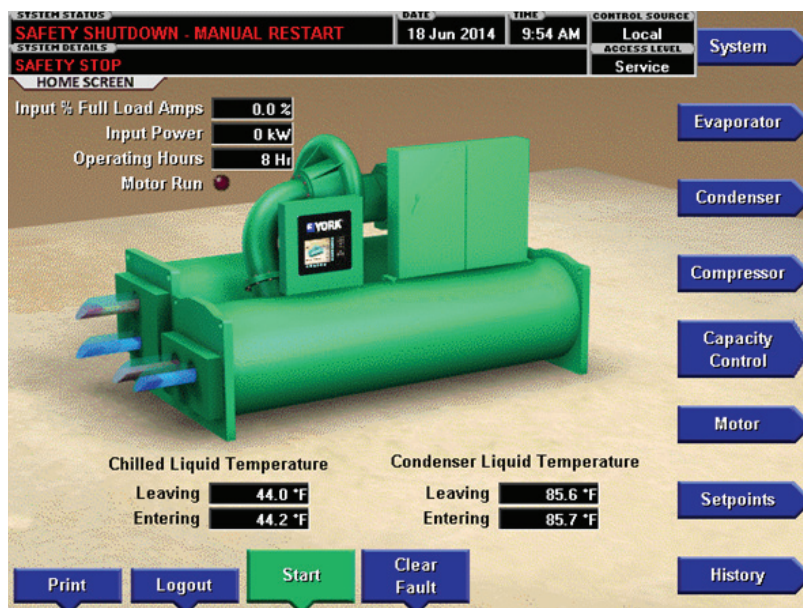 SYSTEM STATUS
SAFETY SHUTDOWN - MANUAL RESTART
SYSTEM DETAILS
SAFETY STOP
DATE
18 Jun 2014
TIME
9:54 AM
CONTROL SOURCE
Local
ACCESS LEVEL
Service
HOME SCREEN
Input % Full Load Amps 0.0 %
Input Power 0 kW
Operating Hours 8 Hr
Motor Run
YORK
Chilled Liquid Temperature
Leaving 44.0 °F
Entering 44.2 °F
Condenser Liquid Temperature
Leaving 85.6 °F
Entering 85.7 °F
System
Evaporator
Condenser
Compressor
Capacity
Control
Motor
Setpoints
History
Print
Logout
Start
Clear
Fault